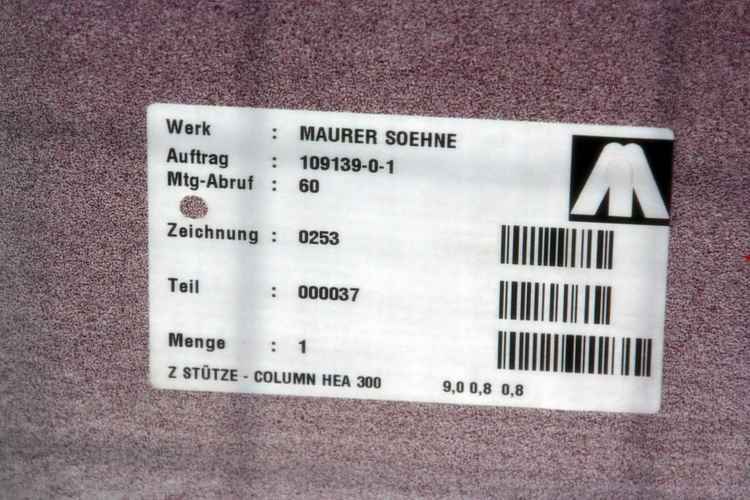 Werk : MAURER SOEHNE
Auftrag : 109139-0-1
Mtg-Abruf : 60
Zeichnung : 0253
Teil : 000037
Menge : 1
Z STÜTZE - COLUMN HEA 300 9,0 0,8 0,8